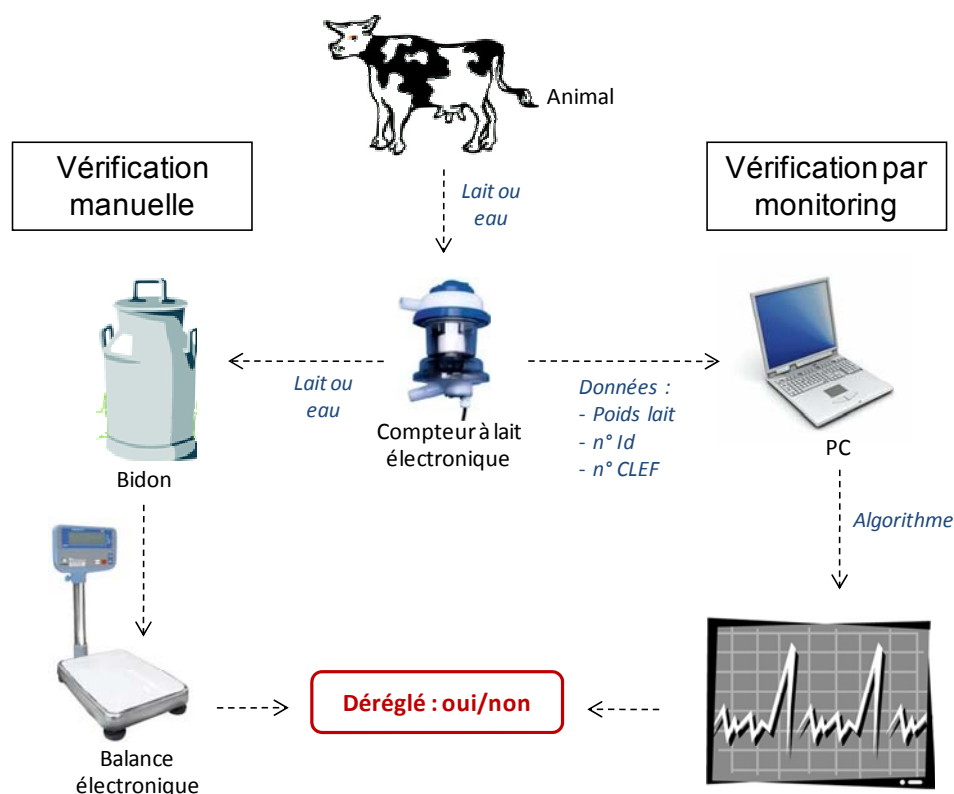 Animal
Vérification
manuelle
Vérification par
monitoring
Lait ou
eau
Lait ou
eau
Données :
- Poids lait
- n° Id
- n° CLEF
Compteur à lait
électronique
Bidon
PC
Algorithme
Déréglé : oui/non
Balance
électronique